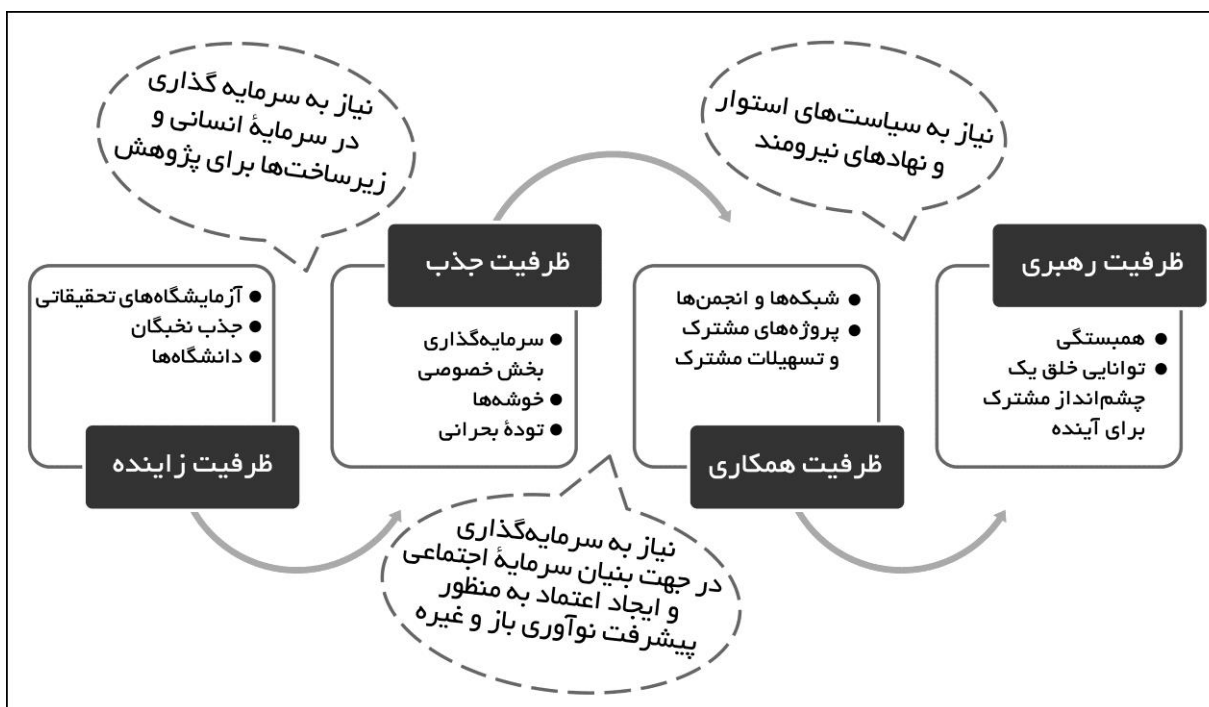 نیاز به سرمایه گذاری
در سرمایهٔ انسانی و
زیرساخت‌ها برای پژوهش
نیاز به سیاست‌های استوار
و نهادهای نیرومند
● آزمایشگاه‌های تحقیقاتی
● جذب نخبگان
● دانشگاه‌ها
ظرفیت زاینده
ظرفیت جذب
● سرمایه‌گذاری
بخش خصوصی
● خوشه‌ها
● تودهٔ بحرانی
● شبکه‌ها و انجمن‌ها
● پروژه‌های مشترک
و تسهیلات مشترک
ظرفیت همکاری
ظرفیت رهبری
● همبستگی
● توانایی خلق یک
چشم‌انداز مشترک
برای آینده
نیاز به سرمایه‌گذاری
در جهت بنیان سرمایهٔ اجتماعی
و ایجاد اعتماد به منظور
پیشرفت نوآوری باز و غیره